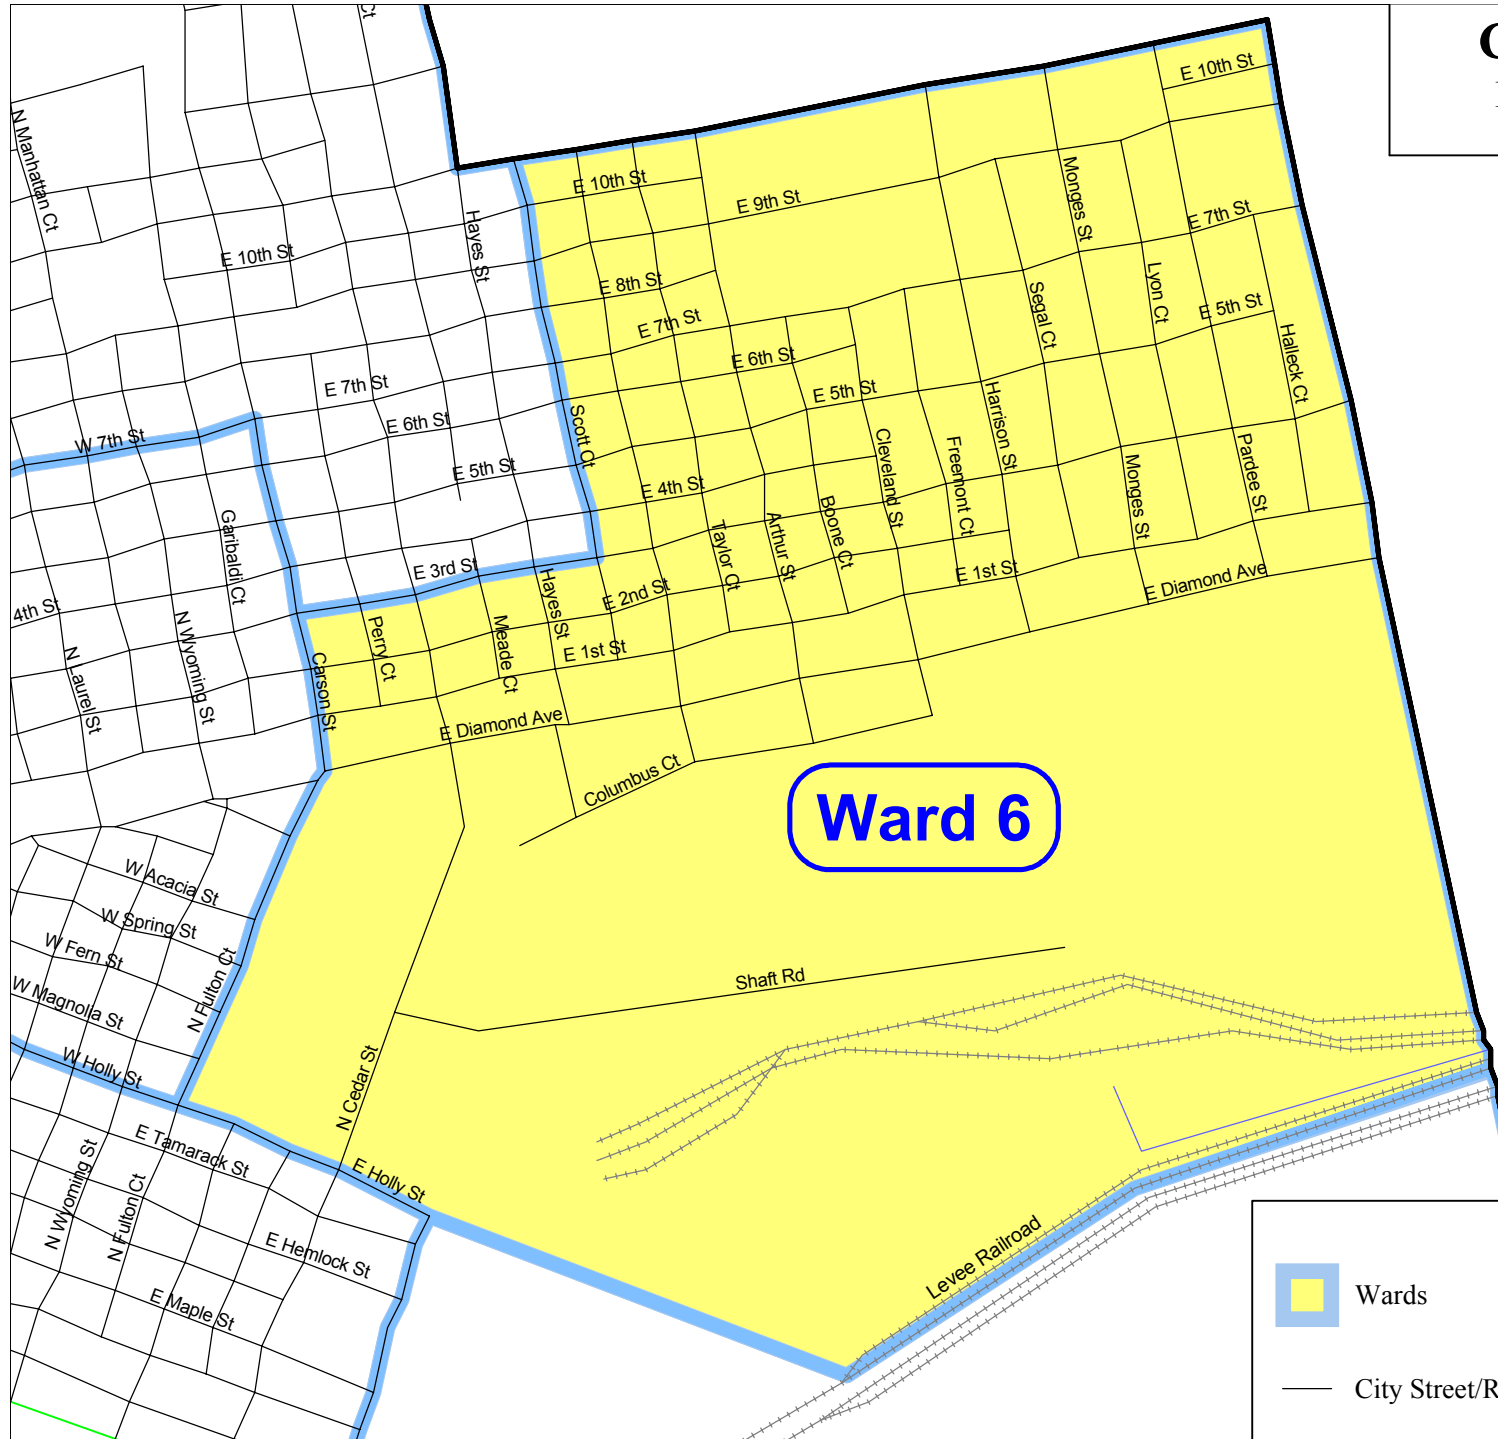 Ct
C
E 10th St
N Manhattan Ct
E 10th St
E 9th St
Monges St
E 7th St
Hayes St
E 10th St
E 8th St
Segal Ct
Lyon Ct
E 5th St
E 7th St
Halleck Ct
E 6th St
E 7th St
E 5th St
Harrison St
E 6th St
Scott Ct
W 7th St
Cleveland St
Freemont Ct
Pardee St
E 5th St
Monges St
E 4th St
Boone Ct
Garibaldi Ct
Arthur St
Taylor Ct
E 3rd St
E 1st St
E Diamond Ave
Hayes St
E 2nd St
4th St
N Wyoming St
Perry Ct
Meade Ct
E 1st St
N Laurel St
Carson St
E Diamond Ave
Columbus Ct
Ward 6
W Acacia St
W Spring St
W Fern St
N Fulton Ct
Shaft Rd
W Magnolia St
W Holly St
N Cedar St
E Tamarack St
E Holly St
N Wyoming St
N Fulton Ct
E Hemlock St
Levee Railroad
E Maple St
Wards
City Street/R